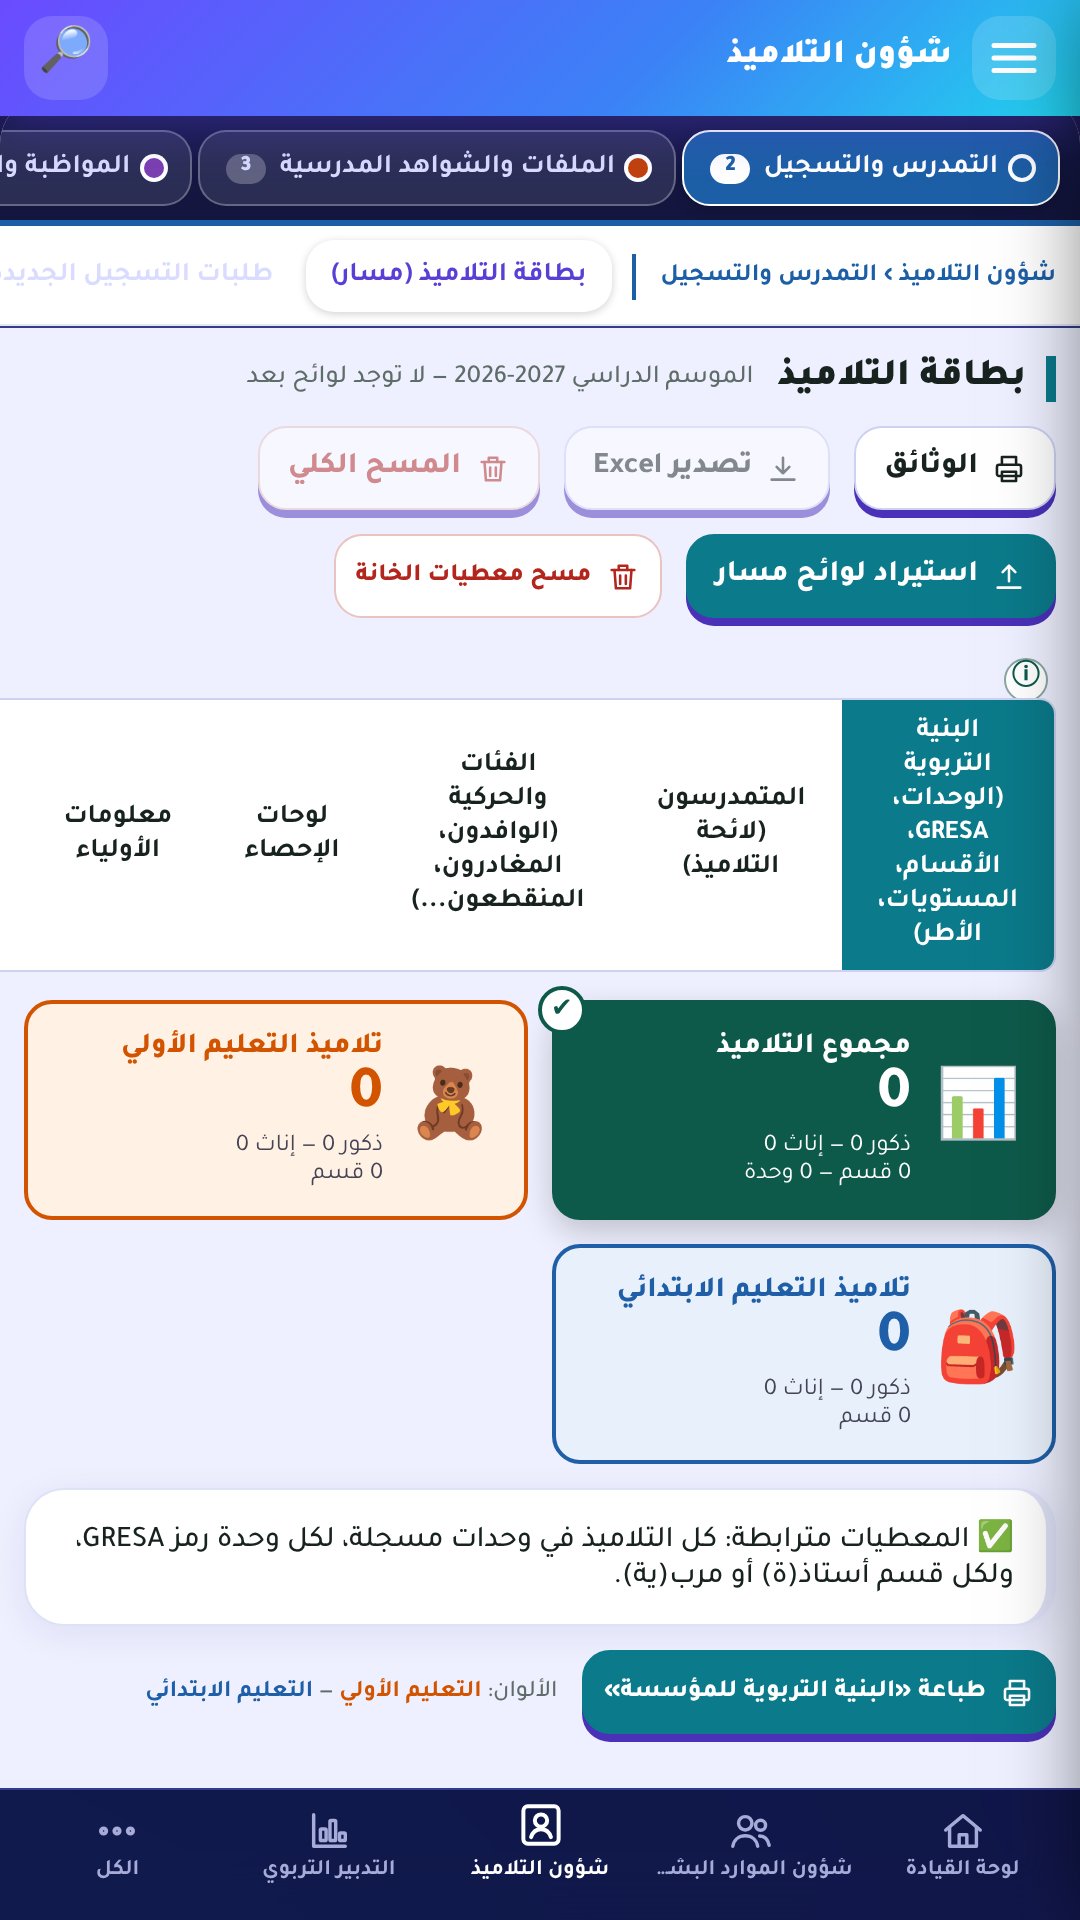 شؤون التلاميذ
التمدرس والتسجيل 2
الملفات والشواهد المدرسية 3
المواظبة
شؤون التلاميذ › التمدرس والتسجيل
بطاقة التلاميذ (مسار)
طلبات التسجيل الجديدة
بطاقة التلاميذ
الموسم الدراسي 2027-2026 – لا توجد لوائح بعد
الوثائق
تصدير Excel
المسح الكلي
استيراد لوائح مسار
مسح معطيات الخانة
البنية
التربوية
(الوحدات،
GRESA،
الأقسام،
المستويات،
الأطر)
المتمدرسون
(لائحة
التلاميذ)
الفئات
والحركية
(الوافدون،
المغادرون،
المنقطعون...)
لوحات
الإحصاء
معلومات
الأولياء
مجموع التلاميذ
0
ذكور 0 – إناث 0
0 قسم – 0 وحدة
تلاميذ التعليم الأولي
0
ذكور 0 – إناث 0
0 قسم
تلاميذ التعليم الابتدائي
0
ذكور 0 – إناث 0
0 قسم
✅ المعطيات مترابطة: كل التلاميذ في وحدات مسجلة، لكل وحدة رمز GRESA،
ولكل قسم أستاذ(ة) أو مرب(ية).
طباعة «البنية التربوية للمؤسسة»
الألوان: التعليم الأولي – التعليم الابتدائي
لوحة القيادة
شؤون الموارد البشـ...
شؤون التلاميذ
التدبير التربوي
الكل